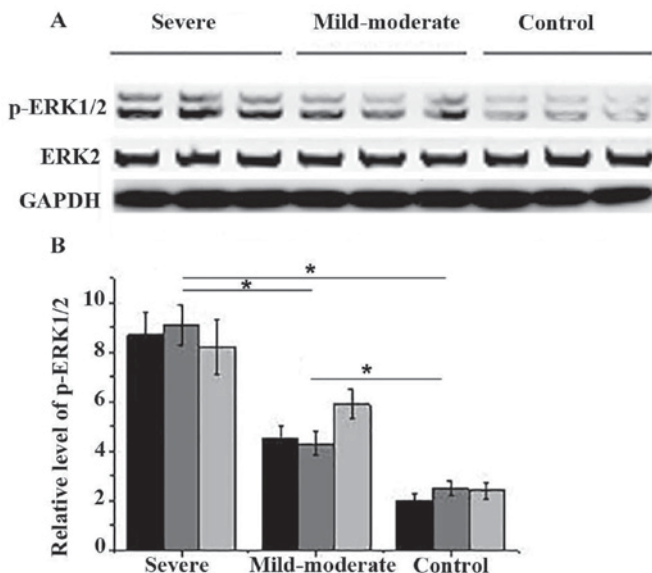 A
Severe Mild-moderate Control
p-ERK1/2
ERK2
GAPDH
B
*
* 
*
10
8
6
4
2
0
Relative level of p-ERK1/2
Severe Mild-moderate Control